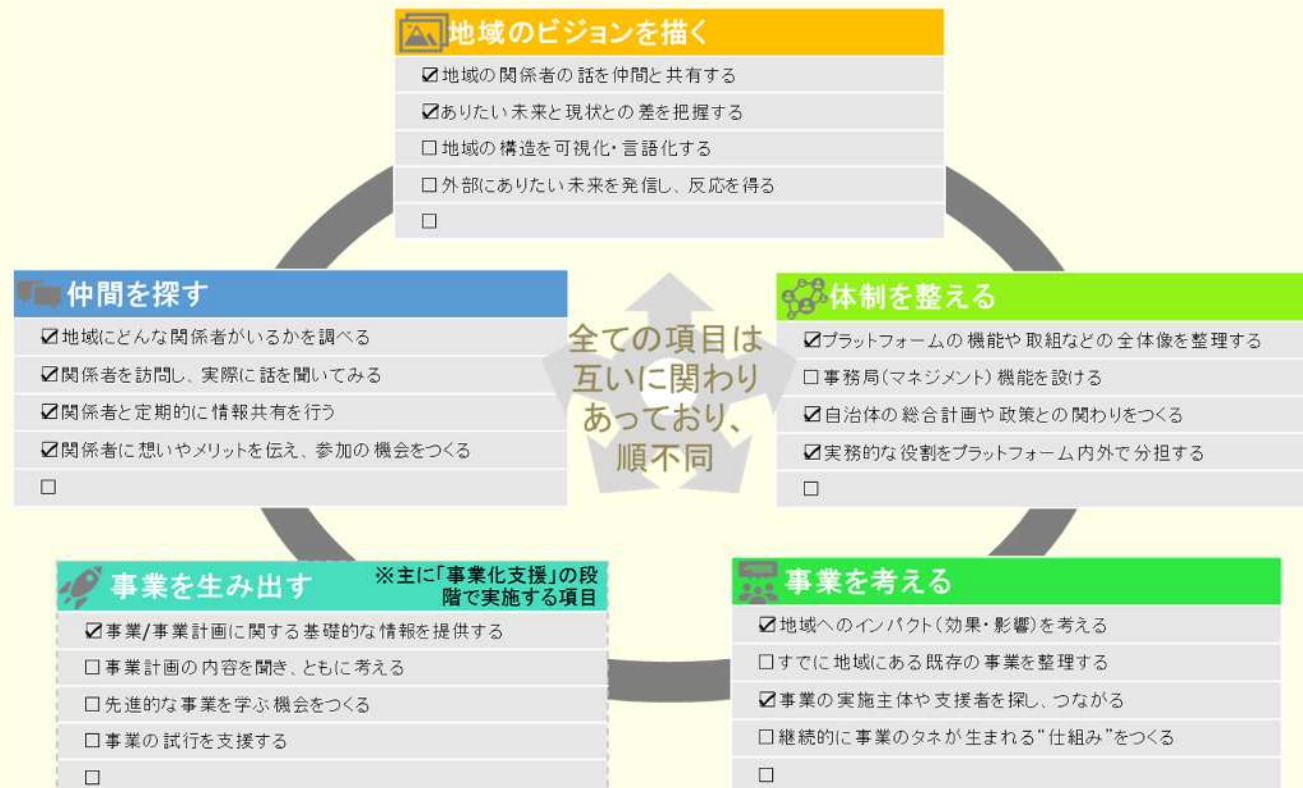 地域のビジョンを描く
☑地域の関係者の話を仲間と共有する
☑ありたい未来と現状との差を把握する
☐地域の構造を可視化・言語化する
☐外部にありたい未来を発信し、反応を得る
☐
仲間を探す
☑地域にどんな関係者がいるかを調べる
☑関係者を訪問し、実際に話を聞いてみる
☑関係者と定期的に情報共有を行う
☑関係者に想いやメリットを伝え、参加の機会をつくる
☐
全ての項目は
互いに関わり
あっており、
順不同
体制を整える
☑プラットフォームの機能や取組などの全体像を整理する
☐事務局(マネジメント)機能を設ける
☑自治体の総合計画や政策との関わりをつくる
☑実務的な役割をプラットフォーム内外で分担する
☐
事業を生み出す
※主に「事業化支援」の段
階で実施する項目
☑事業/事業計画に関する基礎的な情報を提供する
☐事業計画の内容を聞き、ともに考える
☐先進的な事業を学ぶ機会をつくる
☐事業の試行を支援する
☐
事業を考える
☑地域へのインパクト(効果・影響)を考える
☐すでに地域にある既存の事業を整理する
☑事業の実施主体や支援者を探し、つながる
☐継続的に事業のタネが生まれる“仕組み”をつくる
☐